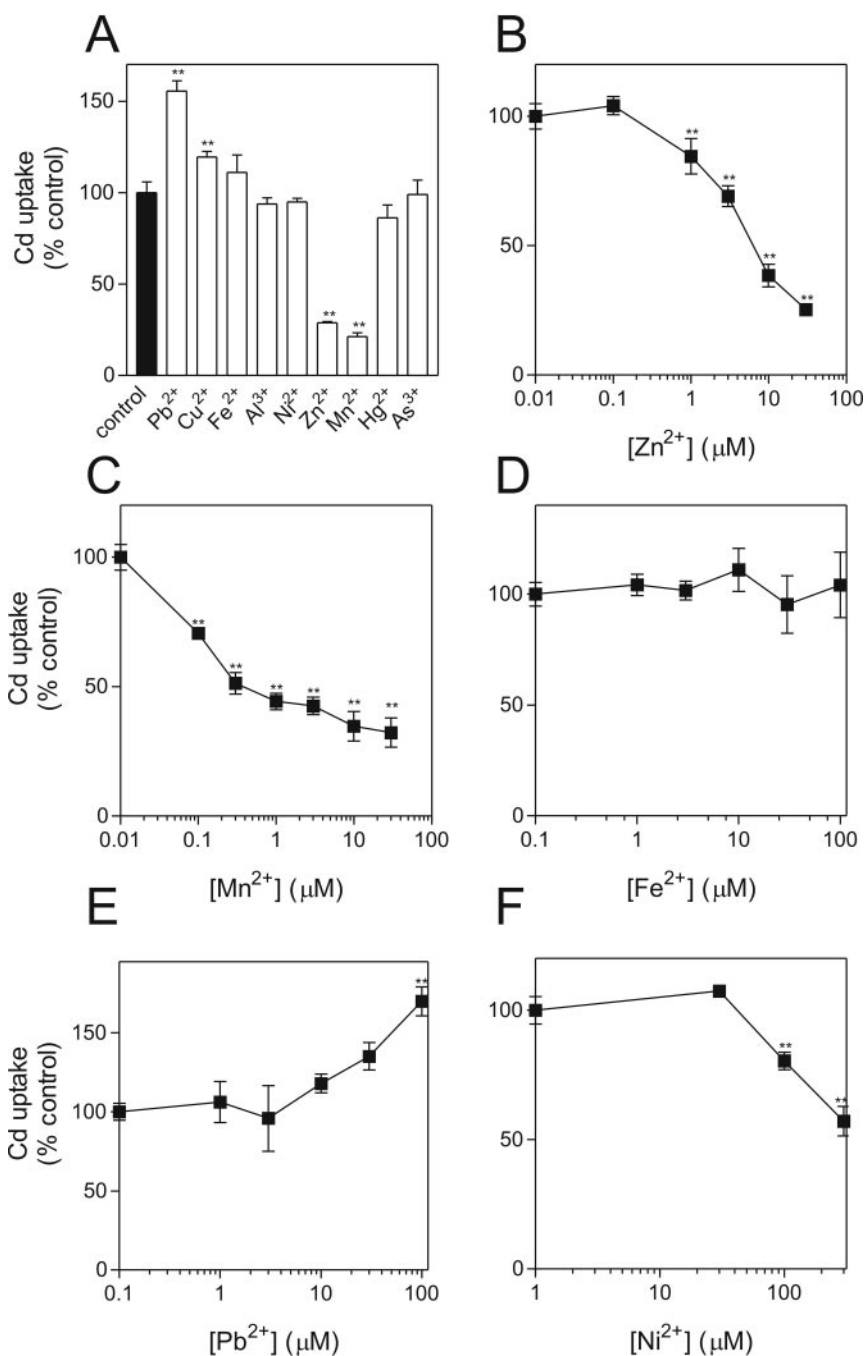 A
Cd uptake
(% control)
150
100
50
0
**
**
**
**
control
Pb²⁺
Cu²⁺
Fe²⁺
Al³⁺
Ni²⁺
Zn²⁺
Mn²⁺
Hg²⁺
As³⁺
B
100
50
0
**
**
**
**
0.01
0.1
1
10
100
[Zn²⁺] (μM)
C
Cd uptake
(% control)
100
50
0
**
**
**
**
**
**
0.01
0.1
1
10
100
[Mn²⁺] (μM)
D
100
50
0
0.1
1
10
100
[Fe²⁺] (μM)
E
Cd uptake
(% control)
150
100
50
0
**
0.1
1
10
100
[Pb²⁺] (μM)
F
100
50
0
**
**
1
10
100
[Ni²⁺] (μM)